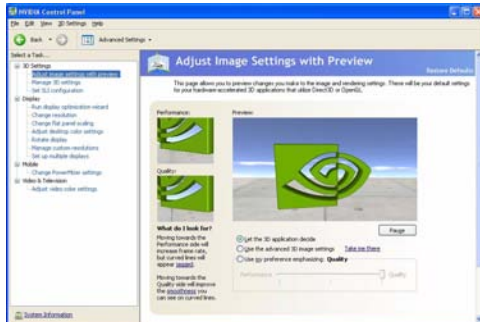 NVIDIA Control Panel
File Edit View 3D Settings Help
Back Advanced Settings
Select a Task...
3D Settings
Adjust image settings with preview
Manage 3D settings
Set SLI configuration
Display
Run display optimization wizard
Change resolution
Change flat panel scaling
Adjust desktop color settings
Rotate display
Manage custom resolutions
Set up multiple displays
Mobile
Change PowerMizer settings
Video & Television
Adjust video color settings
System Information
Adjust Image Settings with Preview
Restore Defaults
This page allows you to preview changes you make to the image and rendering settings. These will be your default settings
for your hardware-accelerated 3D applications that utilize Direct3D or OpenGL.
Performance:
Quality:
What do I look for?
Moving towards the
Performance side will
increase frame rate,
but curved lines will
appear jagged.
Moving towards the
Quality side will improve
the smoothness you
can see on curved lines.
Preview:
Pause
Let the 3D application decide
Use the advanced 3D image settings Take me there
Use my preference emphasizing: Quality
Performance Quality